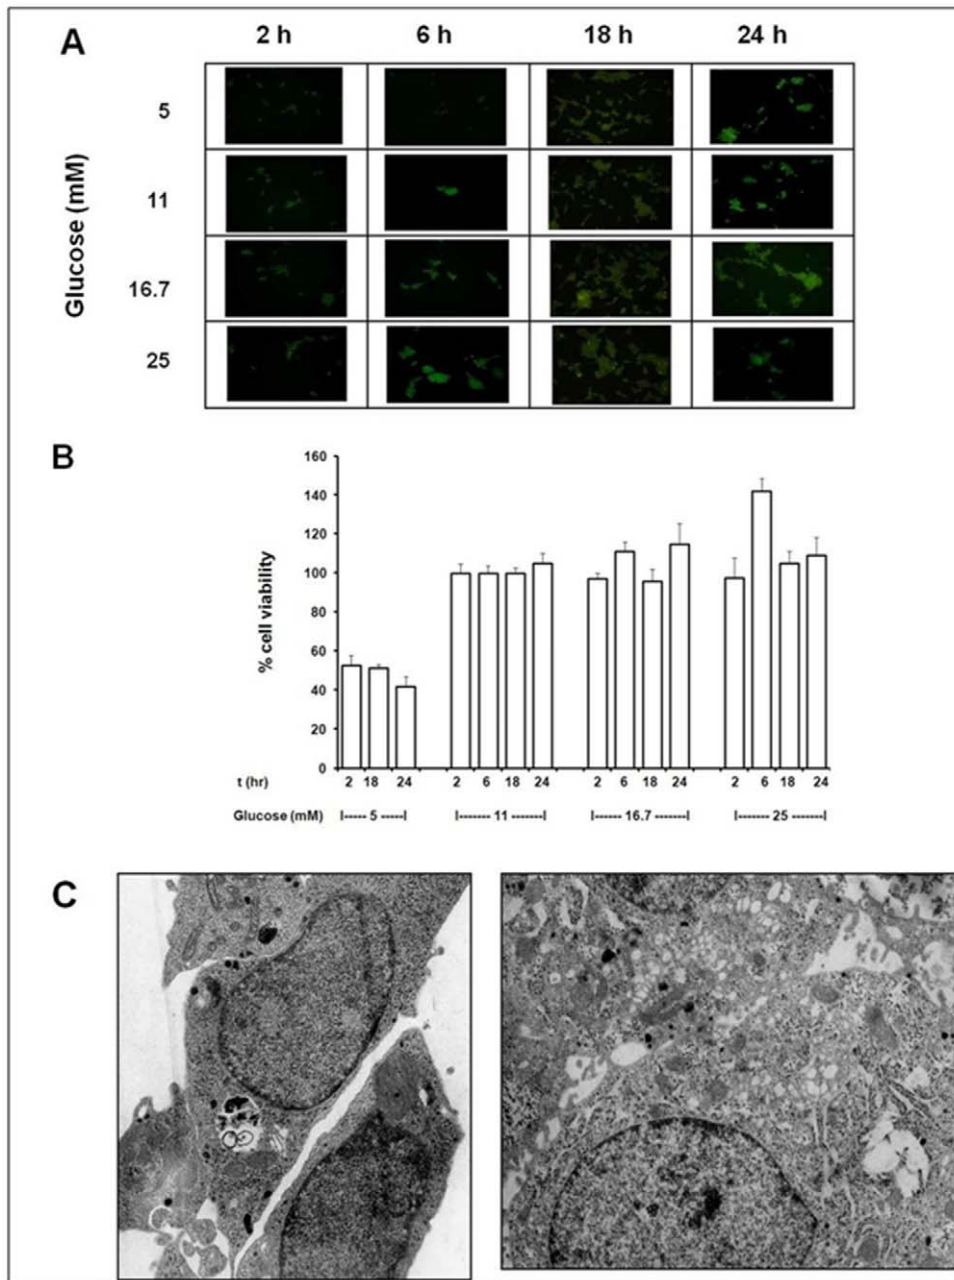 A
2 h 6 h 18 h 24 h
5
11
16.7
25
Glucose (mM)
B
160
140
120
100
80
60
40
20
0
% cell viability
t (hr) 2 18 24 2 6 18 24 2 6 18 24 2 6 18 24
Glucose (mM) I----- 5 -----I I------- 11 -------I I------- 16.7-------I I------- 25 -------I
C